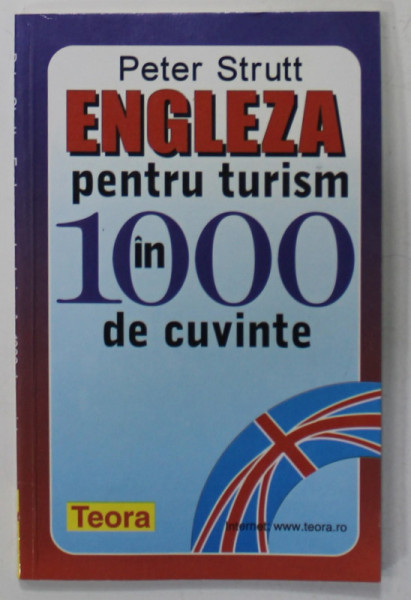 Peter Strutt
ENGLEZA
pentru turism
în
1000
de cuvinte
Teora
Internet: www.teora.ro